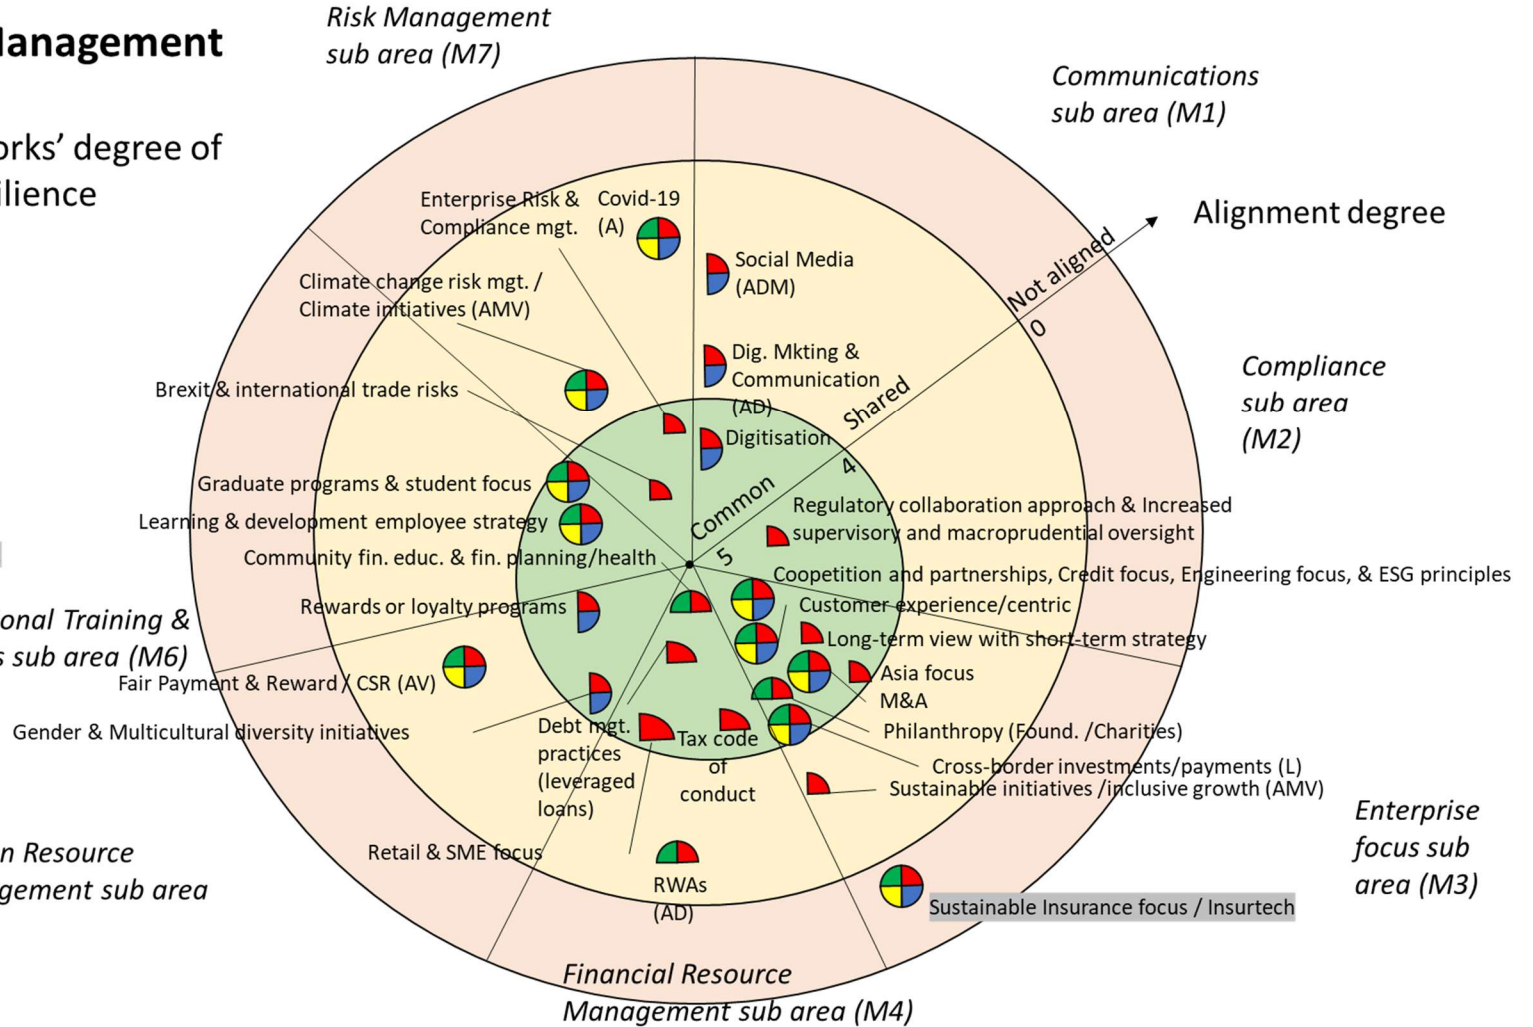 Risk Management
sub area (M7)
lanagement
Communications
sub area (M1)
orks’ degree of
ilience
Enterprise Risk &
Compliance mgt.
Covid-19
(A)
Alignment degree
Not aligned
0
Social Media
(ADM)
Climate change risk mgt. /
Climate initiatives (AMV)
Dig. Mkting &
Communication
(AD)
Compliance
sub area
(M2)
Brexit & international trade risks
Shared
4
Digitisation
Graduate programs & student focus
Common
5
Regulatory collaboration approach & Increased
supervisory and macroprudential oversight
Learning & development employee strategy
Community fin. educ. & fin. planning/health
Coopetition and partnerships, Credit focus, Engineering focus, & ESG principles
Rewards or loyalty programs
Customer experience/centric
onal Training &
s sub area (M6)
Long-term view with short-term strategy
Fair Payment & Reward / CSR (AV)
Asia focus
M&A
Gender & Multicultural diversity initiatives
Debt mgt.
practices
(leveraged
loans)
Tax code
of
conduct
Philanthropy (Found. /Charities)
Cross-border investments/payments (L)
Sustainable initiatives /inclusive growth (AMV)
Enterprise
focus sub
area (M3)
n Resource
gement sub area
Retail & SME focus
RWAs
(AD)
Sustainable Insurance focus / Insurtech
Financial Resource
Management sub area (M4)